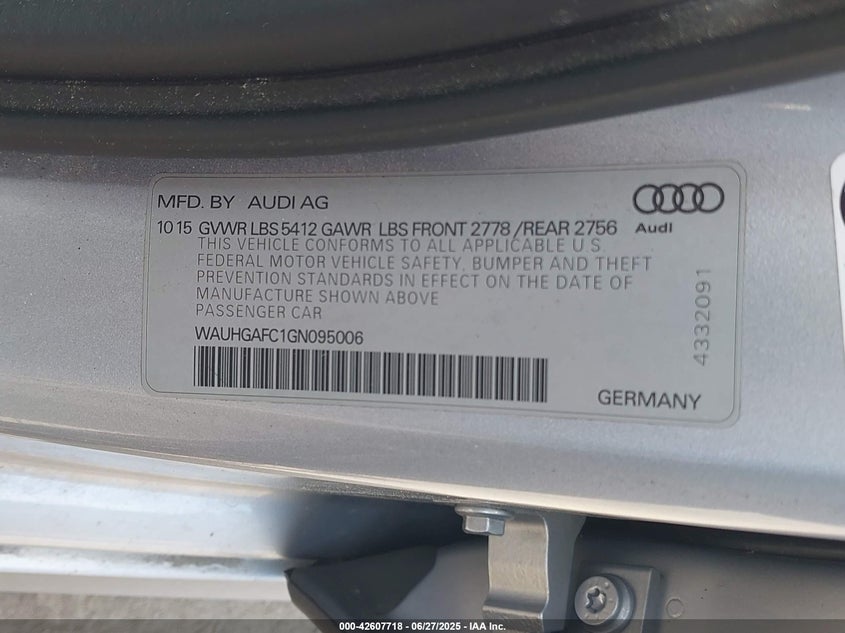 MFD. BY AUDI AG
Audi
10 15 GVWR LBS 5412 GAWR LBS FRONT 2778 /REAR 2756
THIS VEHICLE CONFORMS TO ALL APPLICABLE U.S.
FEDERAL MOTOR VEHICLE SAFETY, BUMPER AND THEFT
PREVENTION STANDARDS IN EFFECT ON THE DATE OF
MANUFACTURE SHOWN ABOVE
PASSENGER CAR
WAUHGAFC1GN095006
4332091
GERMANY
000-42607718 - 06/27/2025 - IAA Inc.